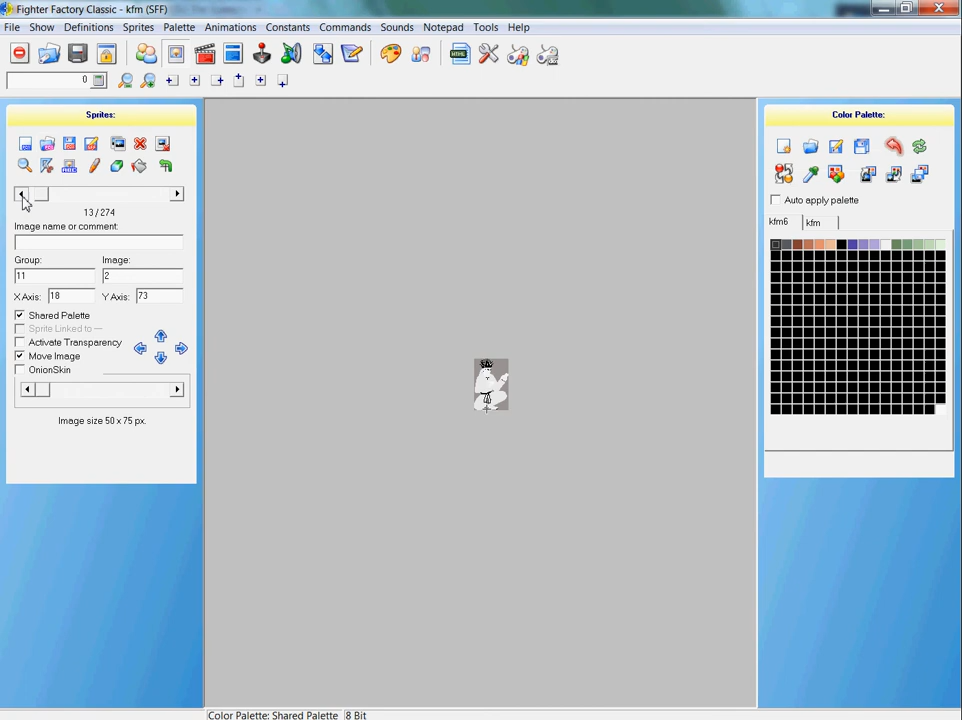 Fighter Factory Classic - kfm (SFF)
File Show Definitions Sprites Palette Animations Constants Commands Sounds Notepad Tools Help
0
Sprites:
Color Palette:
13 / 274
Auto apply palette
Image name or comment:
kfm6 kfm
Group: Image:
11 2
X Axis: 18 Y Axis: 73
Shared Palette
Sprite Linked to —
Activate Transparency
Move Image
OnionSkin
Image size 50 x 75 px.
Color Palette: Shared Palette 8 Bit